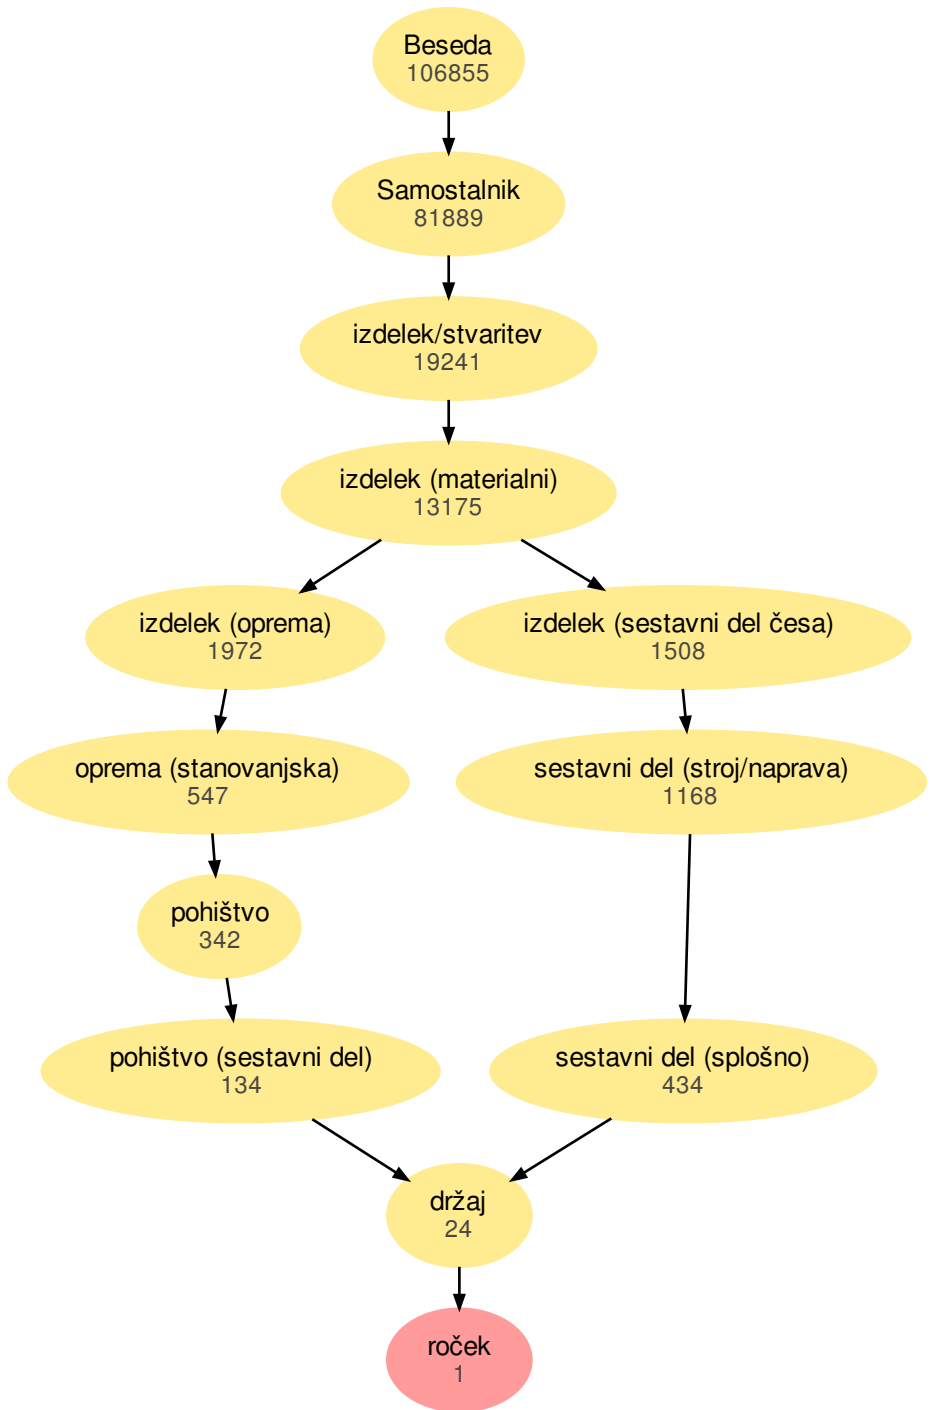 Beseda
106855
Samostalnik
81889
izdelek/stvaritev
19241
izdelek (materialni)
13175
izdelek (oprema)
1972
izdelek (sestavni del česa)
1508
oprema (stanovanjska)
547
sestavni del (stroj/naprava)
1168
pohištvo
342
pohištvo (sestavni del)
134
sestavni del (splošno)
434
držaj
24
roček
1